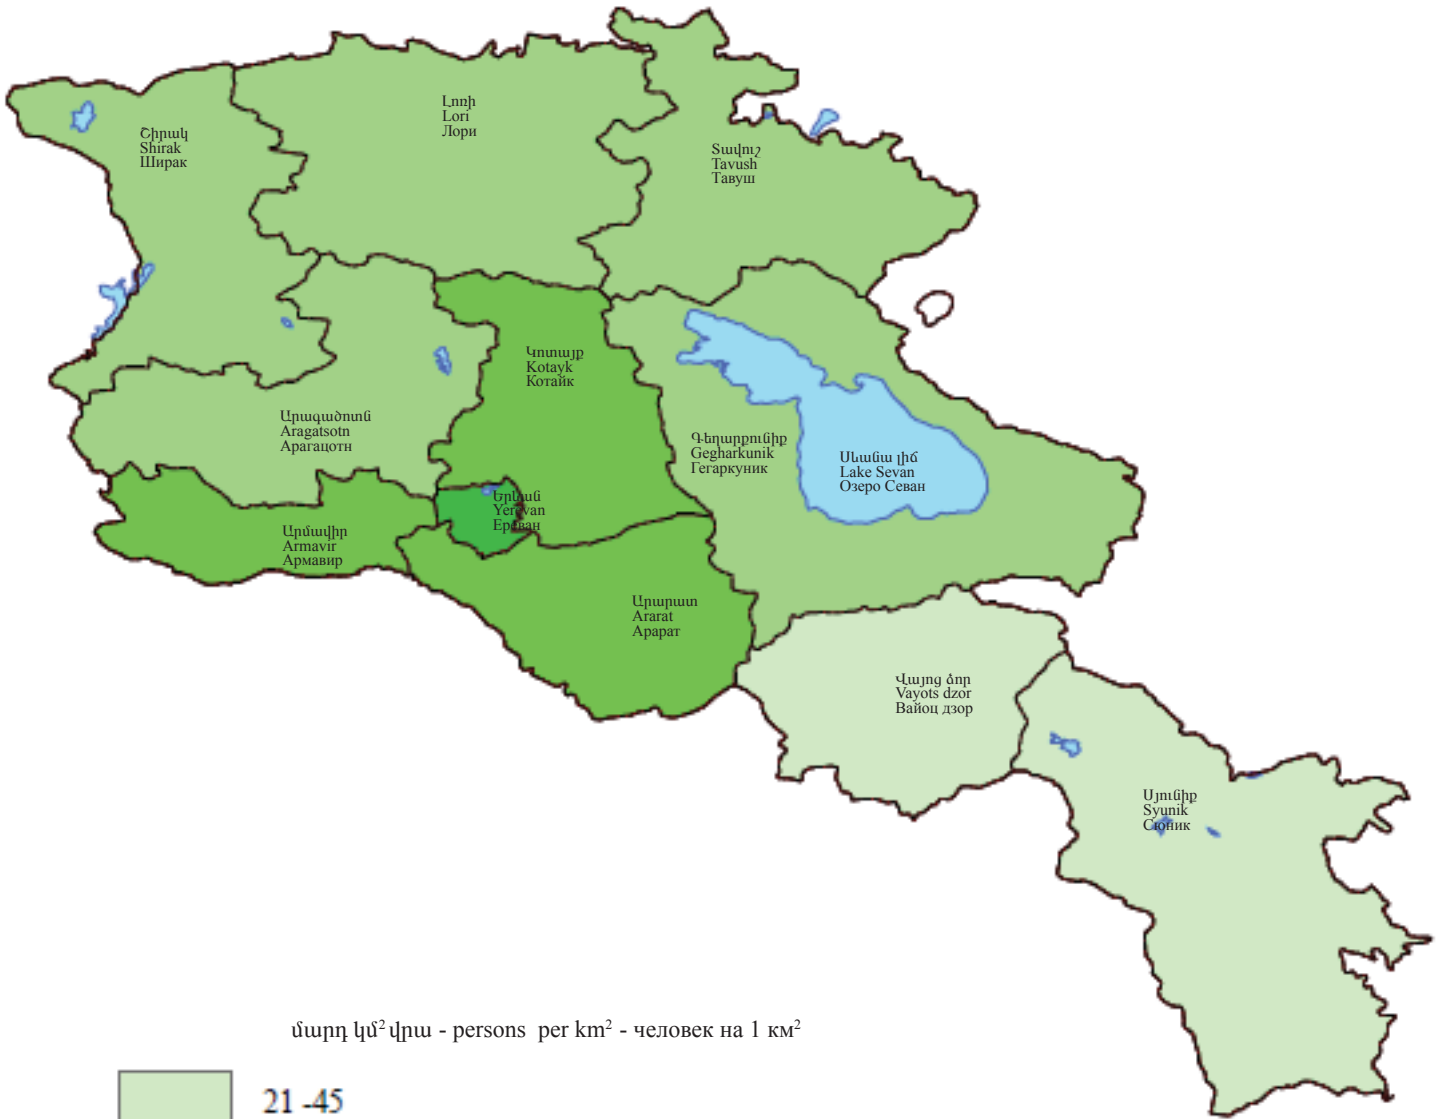 Լոռի
Lori
Лори
Շիրակ
Shirak
Ширак
Տավուշ
Tavush
Тавуш
Կոտայք
Kotayk
Котайк
Արագածոտն
Aragatsotn
Арагацотн
Գեղարքունիք
Gegharkunik
Гегаркуник
Սևանա լիճ
Lake Sevan
Озеро Севан
Երևան
Yerevan
Ереван
Արմավիր
Armavir
Армавир
Արարատ
Ararat
Арарат
Վայոց ձոր
Vayots dzor
Вайоц дзор
Սյունիք
Syunik
Сюник
մարդ կմ² վրա - persons per km² - человек на 1 км²
21 -45